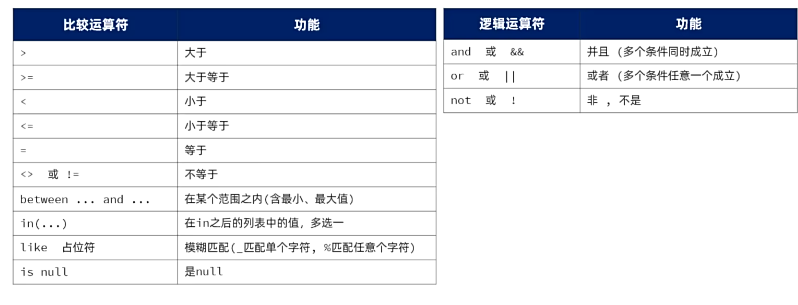 比较运算符 功能
> 大于
>= 大于等于
< 小于
<= 小于等于
= 等于
<> 或 != 不等于
between ... and ... 在某个范围之内(含最小、最大值)
in(...) 在in之后的列表中的值，多选一
like 占位符 模糊匹配(_匹配单个字符, %匹配任意个字符)
is null 是null
逻辑运算符 功能
and 或 && 并且 (多个条件同时成立)
or 或 || 或者 (多个条件任意一个成立)
not 或 ! 非 , 不是